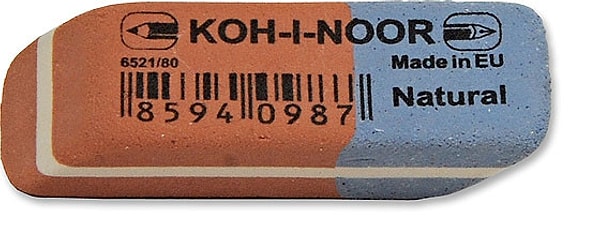 KOH-I-NOOR
6521/80
Made in EU
8594 0987
Natural